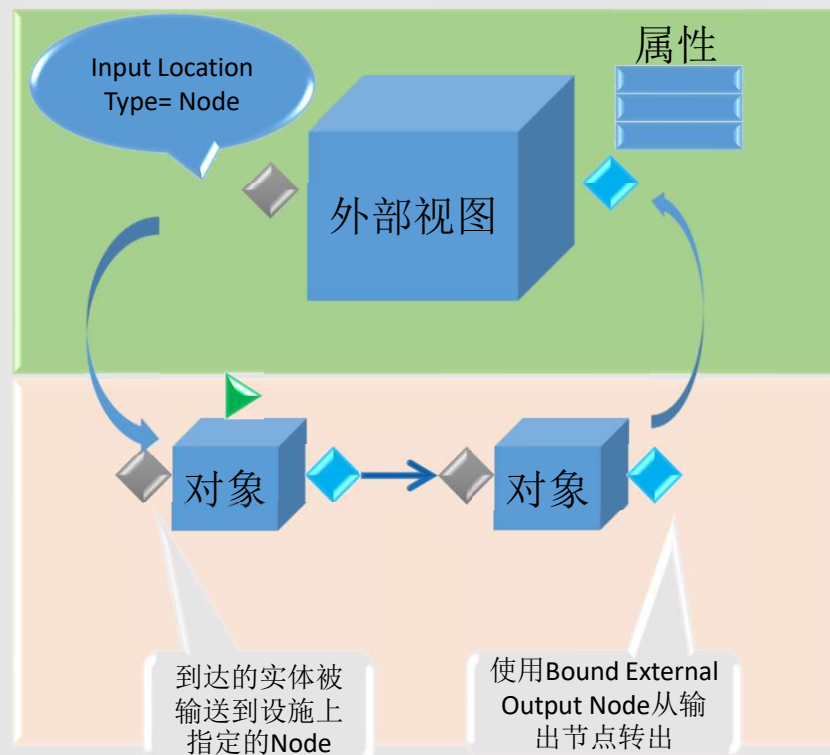 Input Location
Type= Node
属性
外部视图
对象
对象
到达的实体被
输送到设施上
指定的Node
使用Bound External
Output Node从输
出节点转出